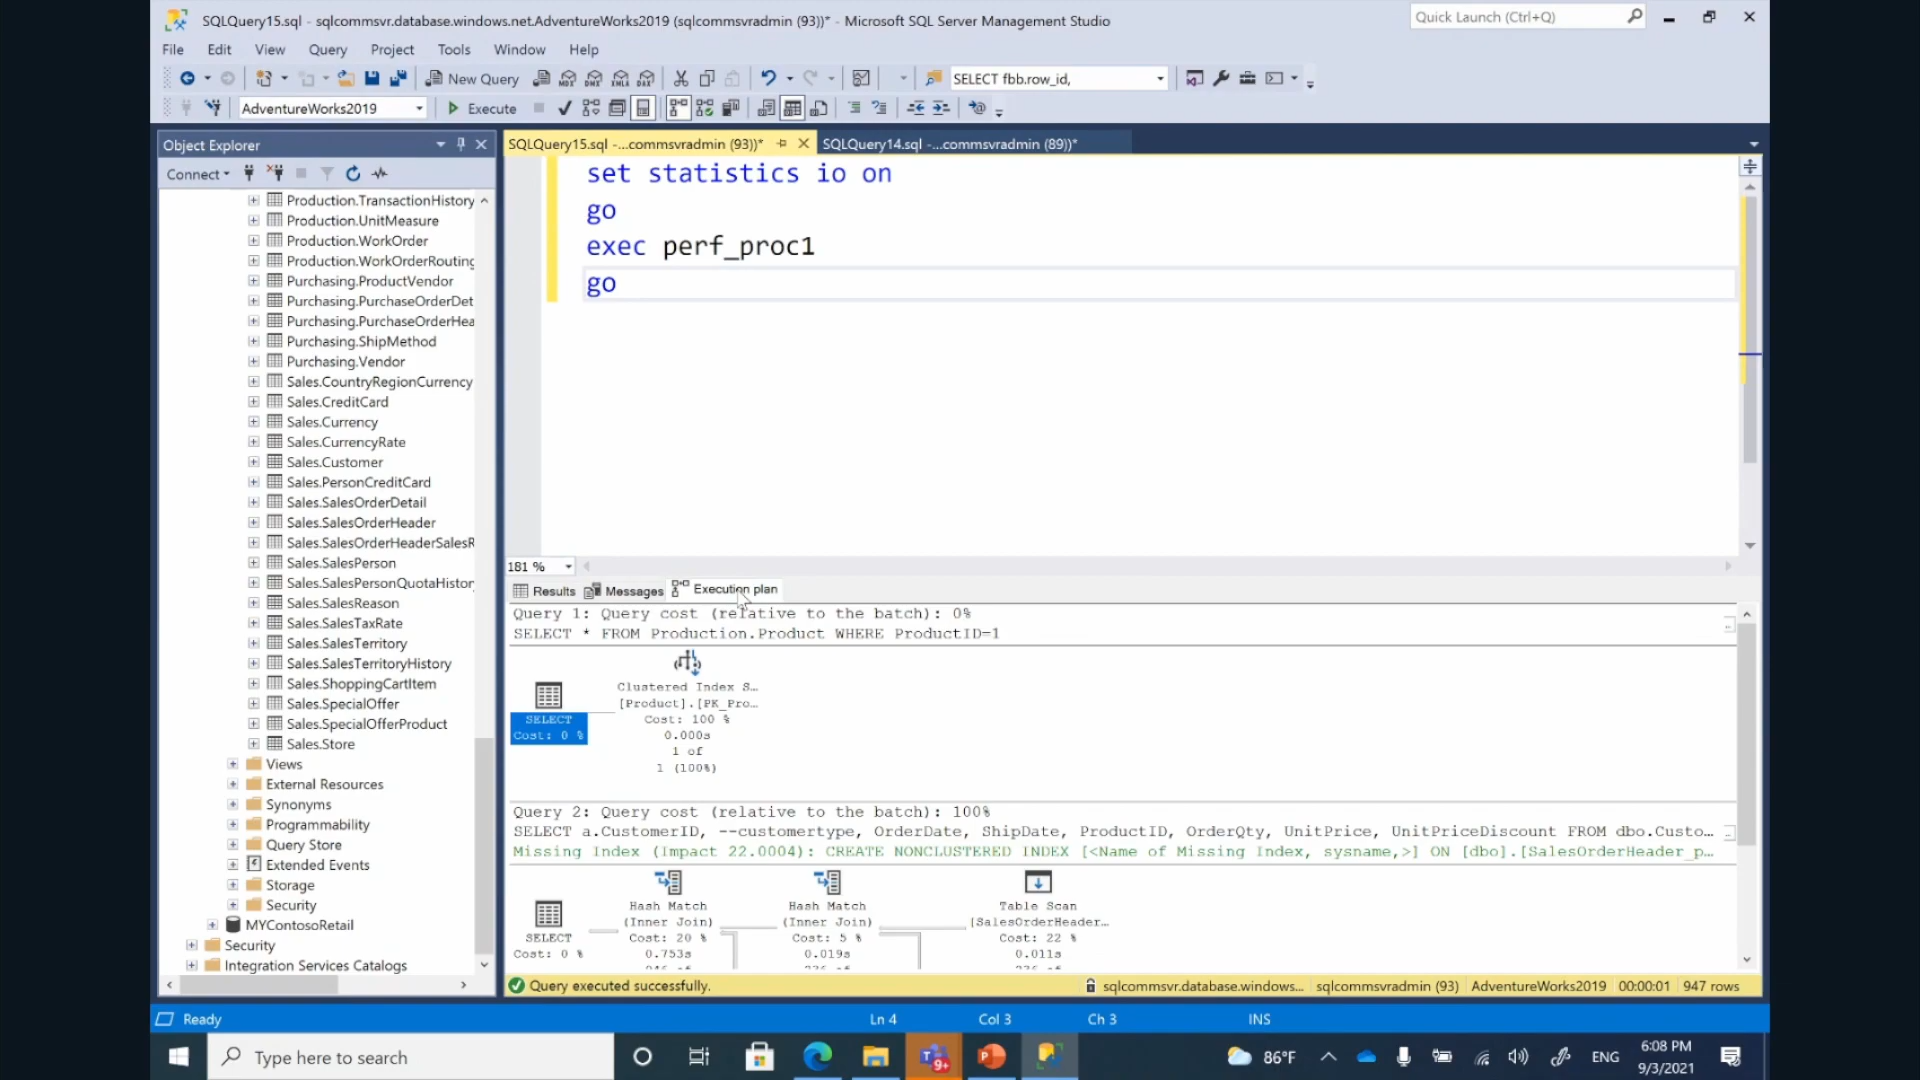 SQLQuery15.sql - sqlcommsvr.database.windows.net.AdventureWorks2019 (sqlcommsvradmin (93))* - Microsoft SQL Server Management Studio
Quick Launch (Ctrl+Q)
File Edit View Query Project Tools Window Help
New Query
SELECT fbb.row_id,
AdventureWorks2019
Execute
Object Explorer
SQLQuery15.sql -...commsvradmin (93))*
SQLQuery14.sql -...commsvradmin (89))*
Connect
Production.TransactionHistory
Production.UnitMeasure
Production.WorkOrder
Production.WorkOrderRouting
Purchasing.ProductVendor
Purchasing.PurchaseOrderDet
Purchasing.PurchaseOrderHea
Purchasing.ShipMethod
Purchasing.Vendor
Sales.CountryRegionCurrency
Sales.CreditCard
Sales.Currency
Sales.CurrencyRate
Sales.Customer
Sales.PersonCreditCard
Sales.SalesOrderDetail
Sales.SalesOrderHeader
Sales.SalesOrderHeaderSalesR
Sales.SalesPerson
Sales.SalesPersonQuotaHistor
Sales.SalesReason
Sales.SalesTaxRate
Sales.SalesTerritory
Sales.SalesTerritoryHistory
Sales.ShoppingCartItem
Sales.SpecialOffer
Sales.SpecialOfferProduct
Sales.Store
Views
External Resources
Synonyms
Programmability
Query Store
Extended Events
Storage
Security
MYContosoRetail
Security
Integration Services Catalogs
set statistics io on
go
exec perf_proc1
go
181 %
Results Messages Execution plan
Query 1: Query cost (relative to the batch): 0%
SELECT * FROM Production.Product WHERE ProductID=1
SELECT
Cost: 0 %
Clustered Index S...
[Product].[PK_Pro...
Cost: 100 %
0.000s
1 of
1 (100%)
Query 2: Query cost (relative to the batch): 100%
SELECT a.CustomerID, --customertype, OrderDate, ShipDate, ProductID, OrderQty, UnitPrice, UnitPriceDiscount FROM dbo.Custo...
Missing Index (Impact 22.0004): CREATE NONCLUSTERED INDEX [<Name of Missing Index, sysname,>] ON [dbo].[SalesOrderHeader_p...
SELECT
Cost: 0 %
Hash Match
(Inner Join)
Cost: 20 %
0.753s
Hash Match
(Inner Join)
Cost: 5 %
0.019s
Table Scan
[SalesOrderHeader...
Cost: 22 %
0.011s
Query executed successfully.
sqlcommsvr.database.windows... sqlcommsvradmin (93) AdventureWorks2019 00:00:01 947 rows
Ready
Ln 4 Col 3 Ch 3 INS
Type here to search
9+
86°F
ENG
6:08 PM
9/3/2021